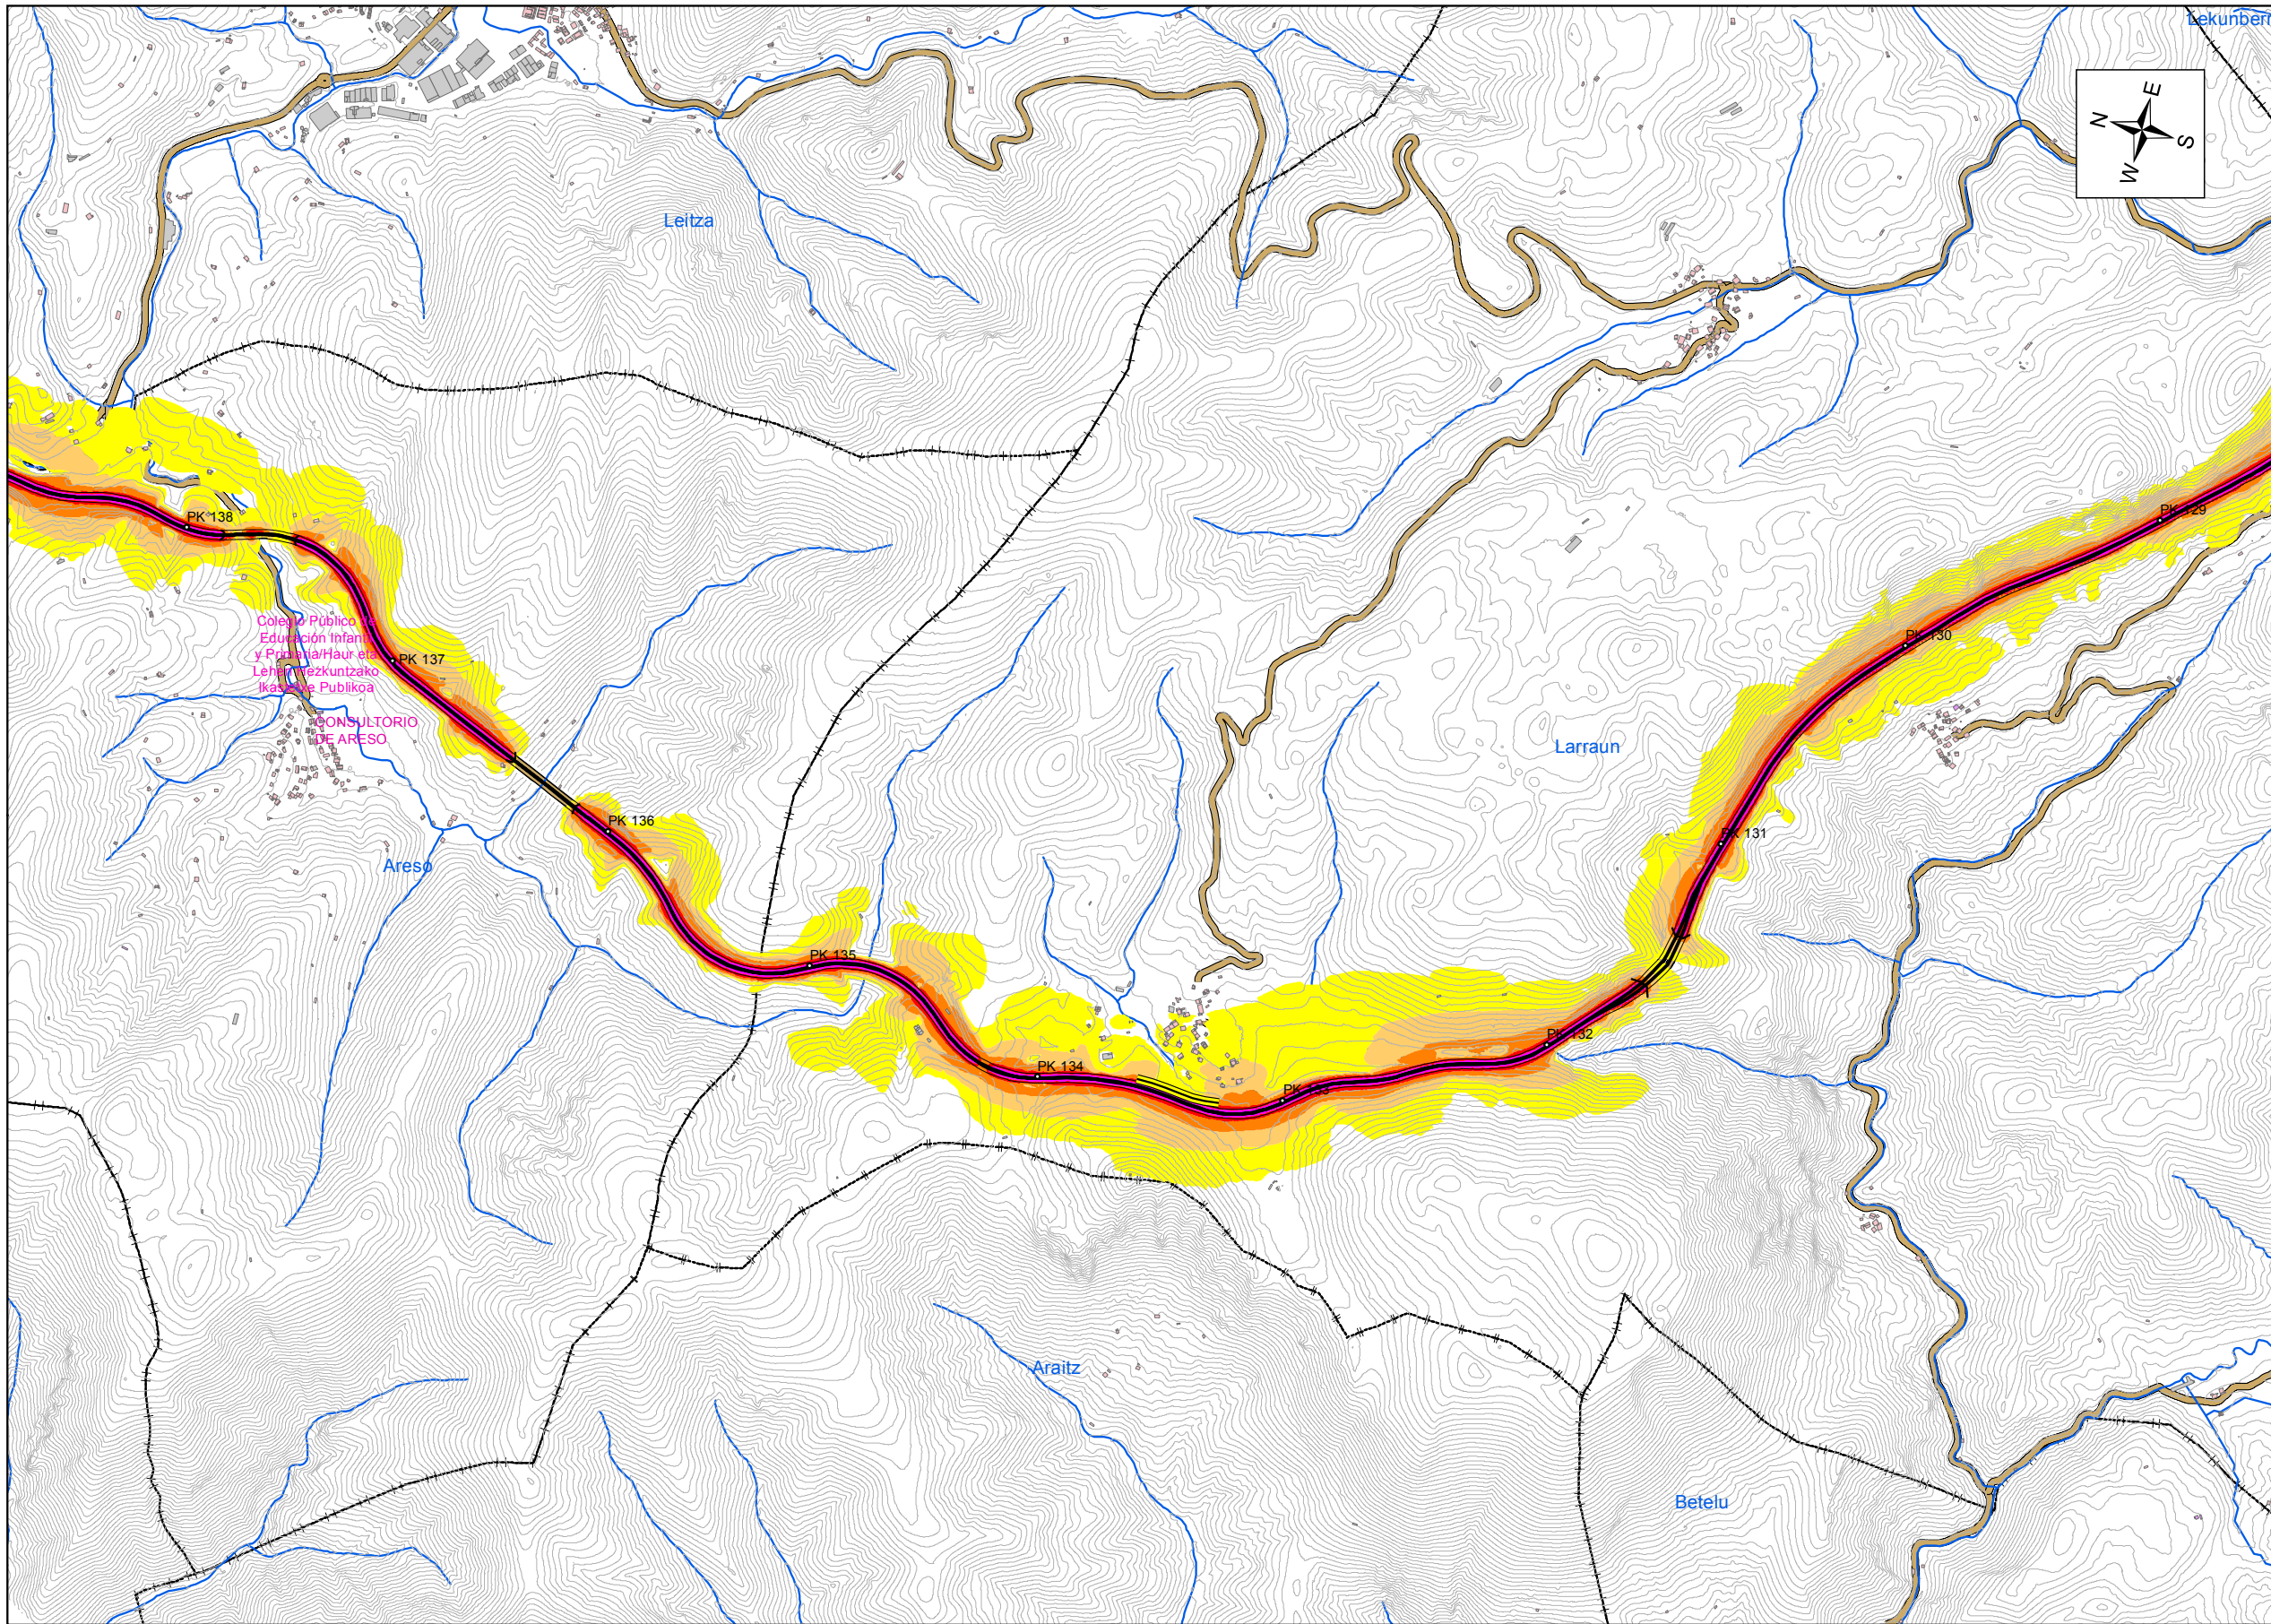 Lekunberri
N
E
W
S
Leitza
PK 138
PK 129
Colegio Público de
Educación Infantil
y Primaria/Haur eta
Lehen Hezkuntzako
Ikastetxe Publikoa
PK 137
PK 130
CONSULTORIO
DE ARESO
Larraun
PK 136
PK 131
Areso
PK 135
PK 132
PK 134
PK 133
Araitz
Betelu